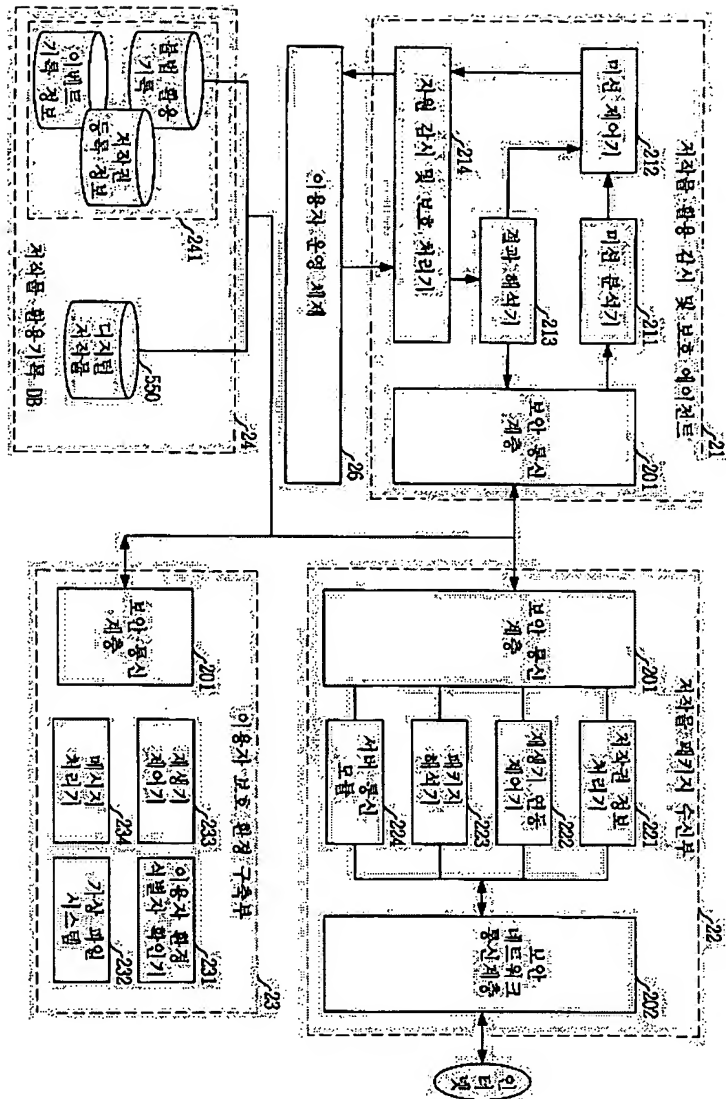 저작물 활용 감시 및 보호 에이전트
21
미션 제어기
212
미션 분석기
211
자원 감시 및 보호 처리기
214
결과 해석기
213
보안 통신
계층
201
이용자 운영 체제
26
불법 활용
기록
이벤트
기록 정보
저작권
등록 정보
241
디지털
저작물
550
저작물 활용기록 DB
24
저작물 패키지 수신부
22
보안 통신
계층
201
저작권 정보
처리기
221
재생기 연동
제어기
222
패키지
해석기
223
서버 통신
모듈
224
보안
네트워크
통신계층
202
인터넷
이용자 보호 환경 구축부
23
보안 통신
계층
201
재생기
제어기
233
메시지
처리기
234
이용자 환경
식별자 확인기
231
가상 파일
시스템
232